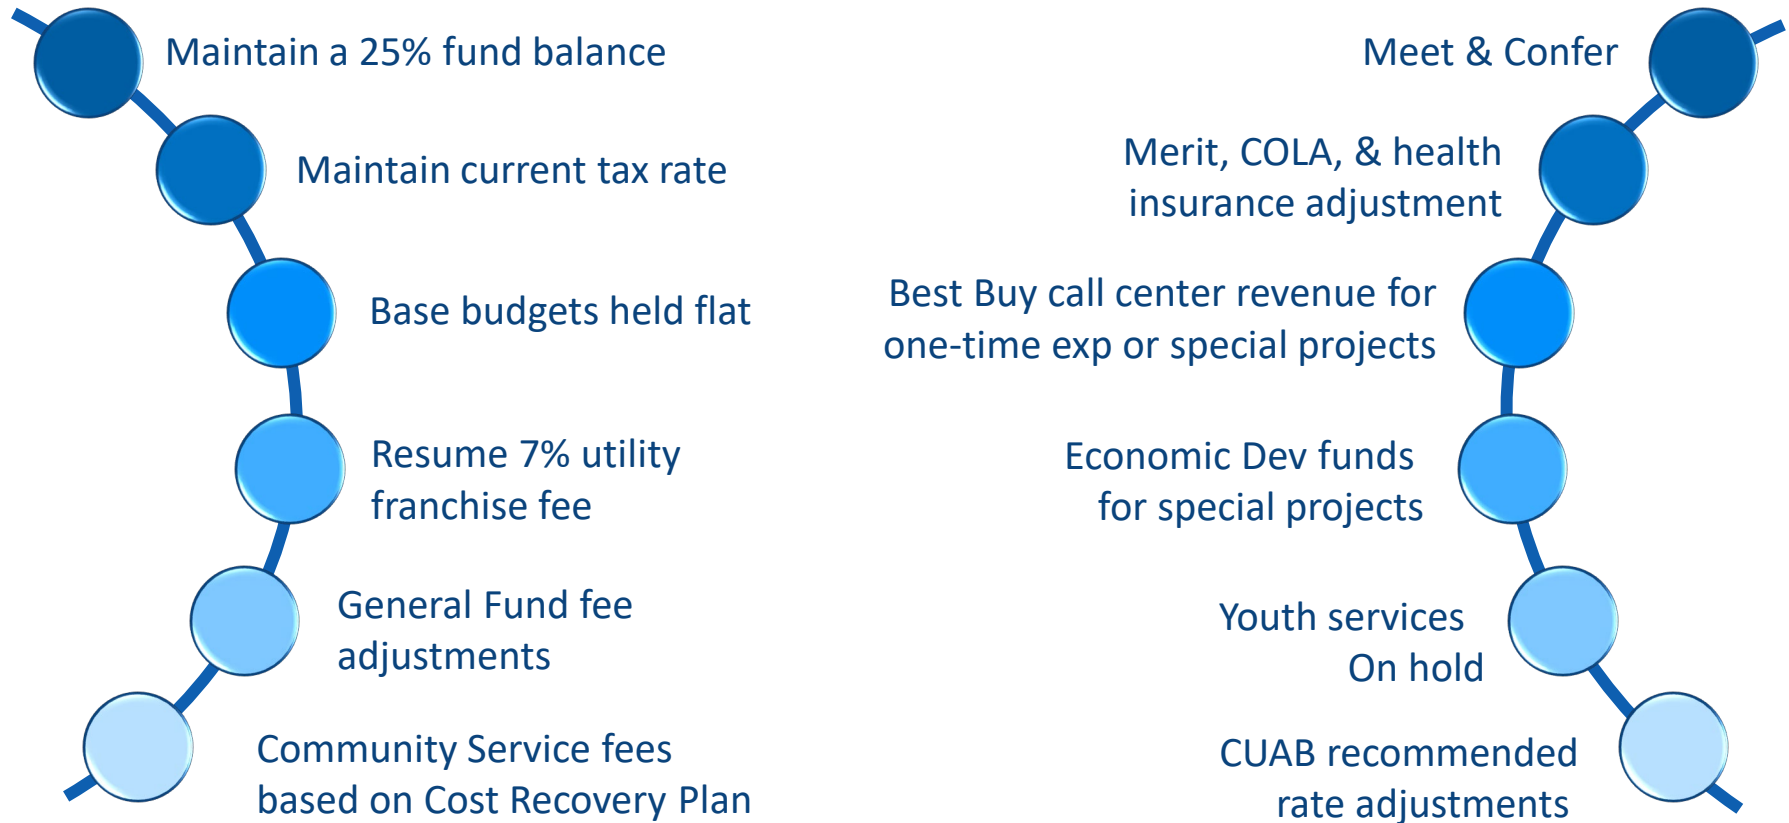 Maintain a 25% fund balance
Maintain current tax rate
Base budgets held flat
Resume 7% utility
franchise fee
General Fund fee
adjustments
Community Service fees
based on Cost Recovery Plan
Meet & Confer
Merit, COLA, & health
insurance adjustment
Best Buy call center revenue for
one-time exp or special projects
Economic Dev funds
for special projects
Youth services
On hold
CUAB recommended
rate adjustments